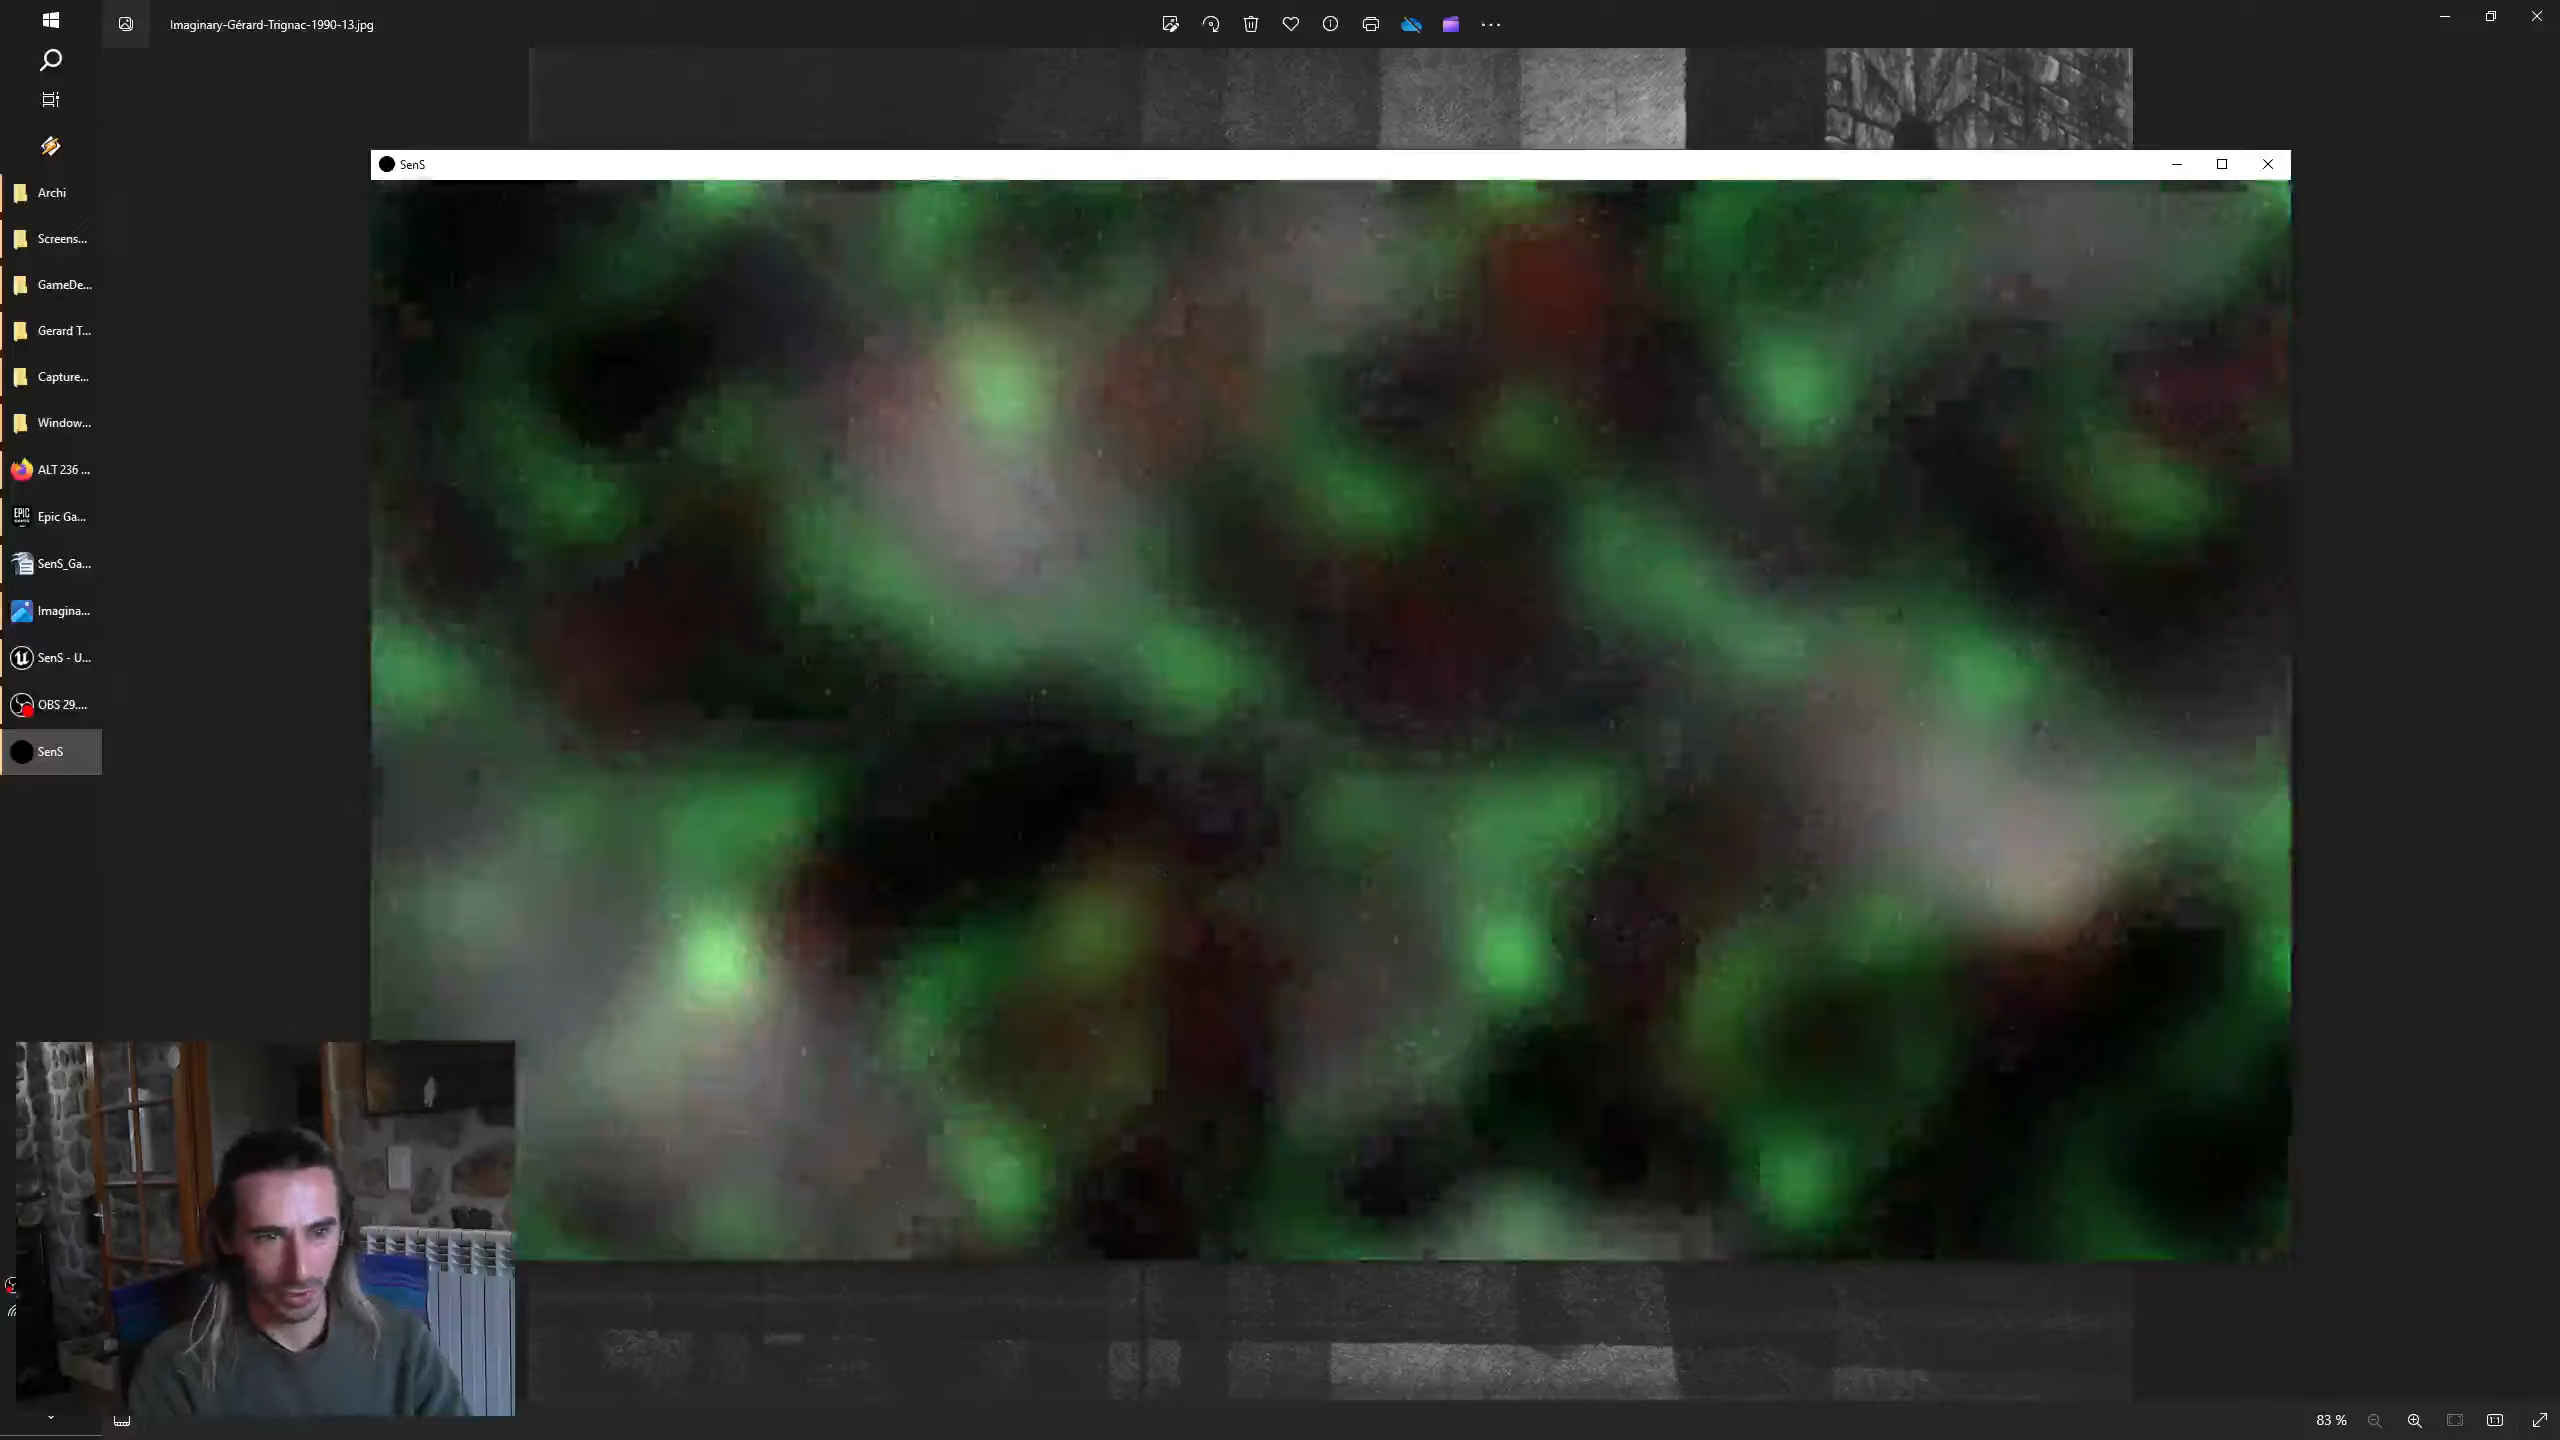 Imaginary-Gérard-Trignac-1990-13.jpg
SenS
Archi
Screens...
GameDe...
Gerard T...
Capture...
Window...
ALT 236 ...
Epic Ga...
SenS_Ga...
Imagina...
SenS - U...
OBS 29....
SenS
83 %